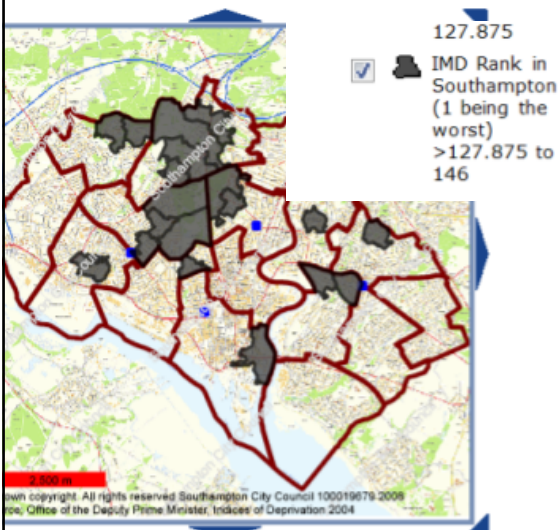 127.875
IMD Rank in
Southampton
(1 being the
worst)
>127.875 to
146
Southampton City Cou
2,500 m
own copyright. All rights reserved Southampton City Council 100019679 2008
rce, Office of the Deputy Prime Minister, Indices of Deprivation 2004